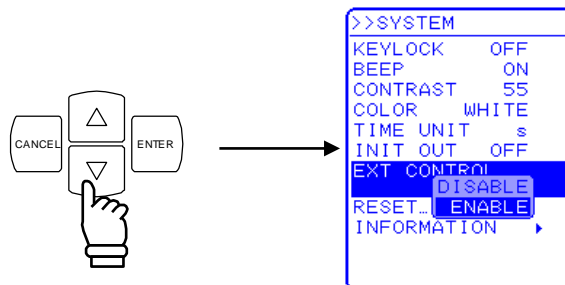 CANCEL
ENTER
>>SYSTEM
KEYLOCK OFF
BEEP ON
CONTRAST 55
COLOR WHITE
TIME UNIT s
INIT OUT OFF
EXT CONTROL
DISABLE
RESET… ENABLE
INFORMATION